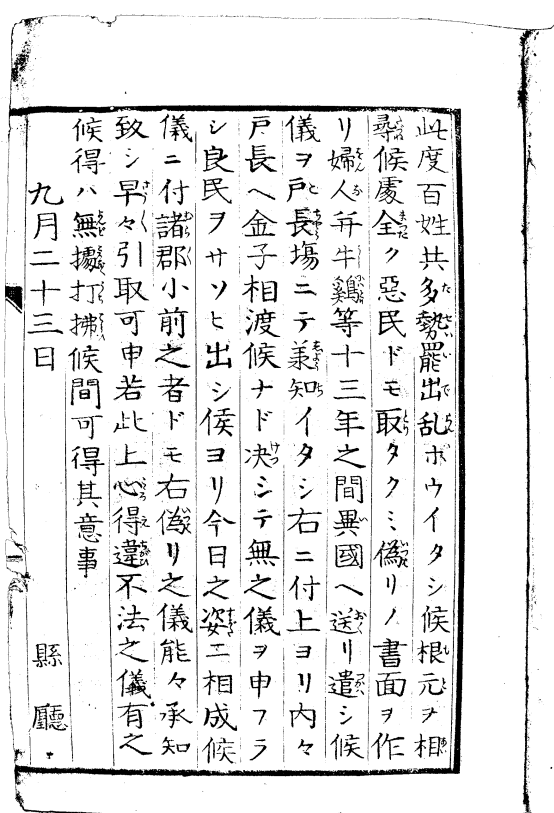 此度百姓共多勢罷出乱ボウイタシ候根元ヲ相
尋候處全ク惡民ドモ取タクミ偽リノ書面ヲ作
リ婦人并牛鷄等十三年之間異國ヘ送リ遣シ候
儀ヲ戸長塲ニテ羕知イタシ右ニ付上ヨリ内々
戸長ヘ金子相渡候ナド决シテ無之儀ヲ申フラ
シ良民ヲサソヒ出シ候ヨリ今日之姿ニ相成候
儀ニ付諸郡小前之者ドモ右偽リ之儀能々承知
致シ早々引取可申若此上心得違不法之儀有之
候得ハ無據打拂候間可得其意事
九月二十三日
縣廳